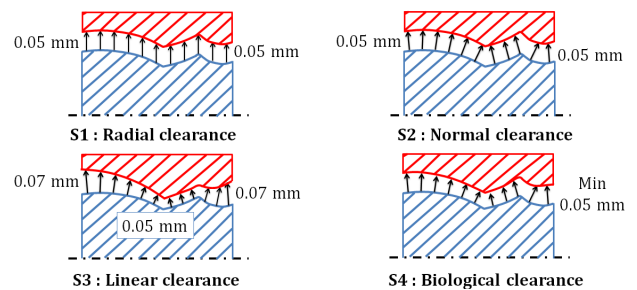 0.05 mm
0.05 mm
S1 : Radial clearance
0.05 mm
0.05 mm
S2 : Normal clearance
0.07 mm
0.07 mm
0.05 mm
S3 : Linear clearance
Min
0.05 mm
S4 : Biological clearance